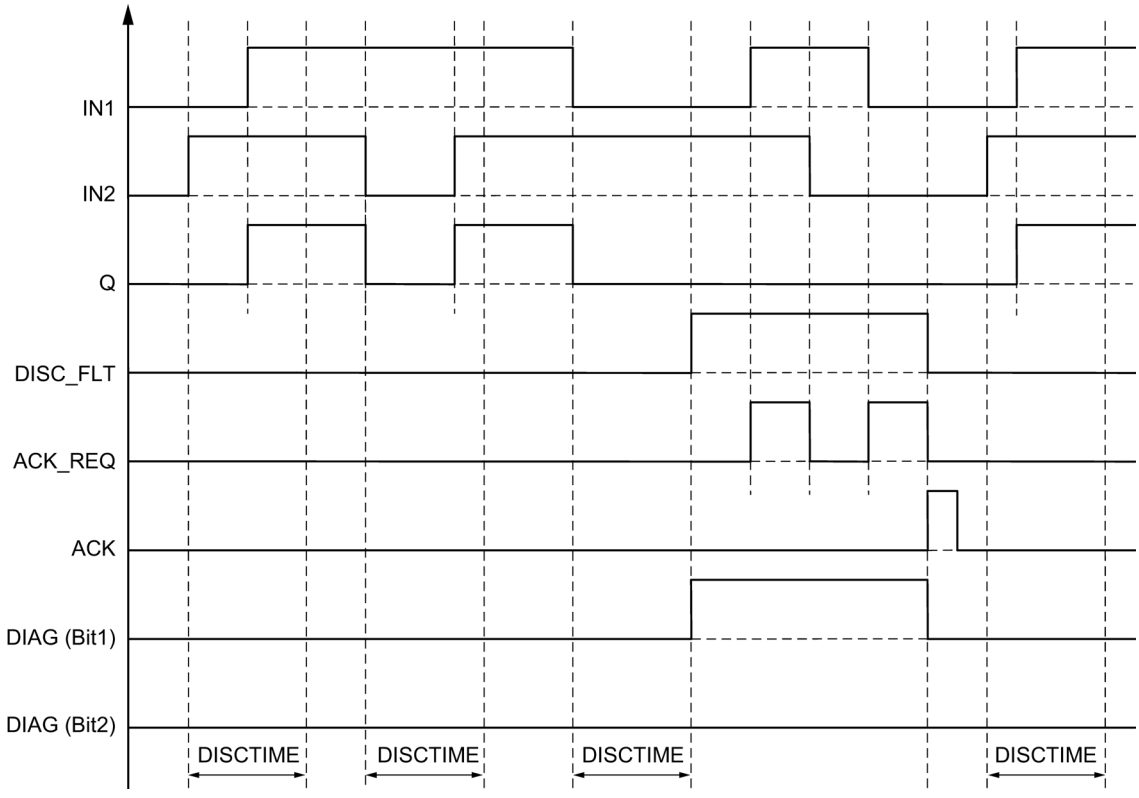 IN1
IN2
Q
DISC_FLT
ACK_REQ
ACK
DIAG (Bit1)
DIAG (Bit2)
DISCTIME DISCTIME DISCTIME DISCTIME